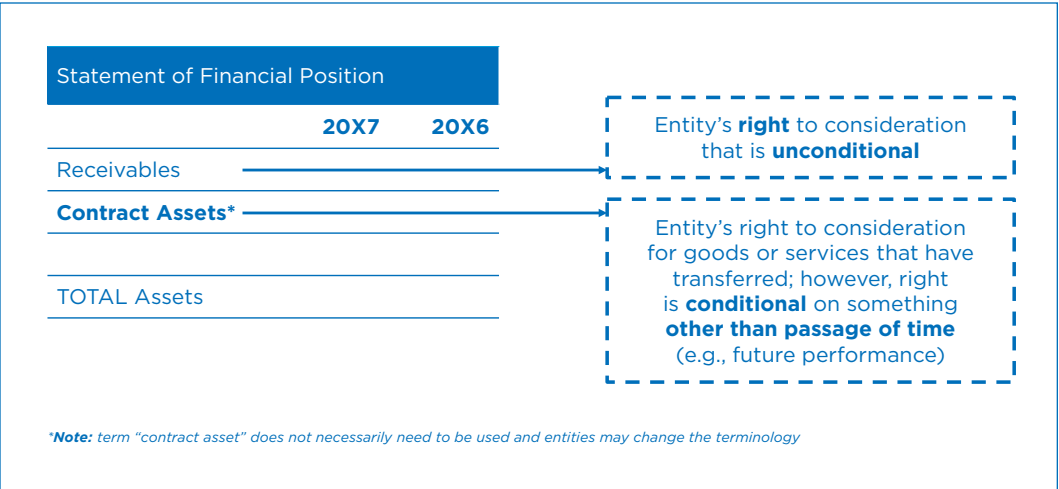 Statement of Financial Position
20X7 20X6
Receivables
Contract Assets*
TOTAL Assets
Entity’s right to consideration
that is unconditional
Entity’s right to consideration
for goods or services that have
transferred; however, right
is conditional on something
other than passage of time
(e.g., future performance)
*Note: term “contract asset” does not necessarily need to be used and entities may change the terminology